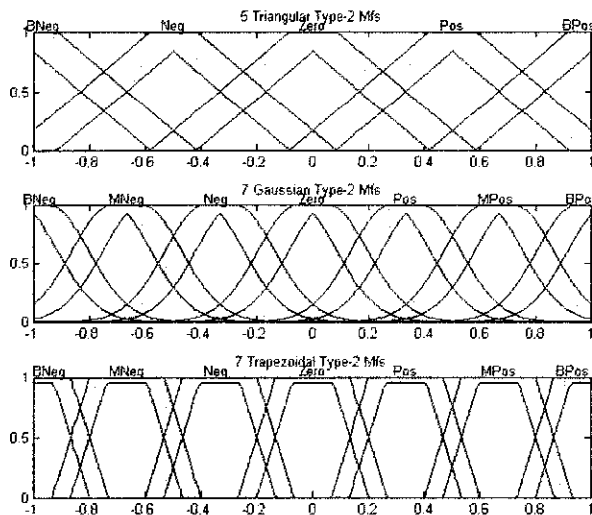 5 Triangular Type-2 Mfs
BNeg Neg Zero Pos BPos
1
0.5
0
-1 -0.8 -0.6 -0.4 -0.2 0 0.2 0.4 0.6 0.8 1
7 Gaussian Type-2 Mfs
BNeg MNeg Neg Zero Pos MPos BPos
1
0.5
0
-1 -0.8 -0.6 -0.4 -0.2 0 0.2 0.4 0.6 0.8 1
7 Trapezoidal Type-2 Mfs
BNeg MNeg Neg Zero Pos MPos BPos
1
0.5
0
-1 -0.8 -0.6 -0.4 -0.2 0 0.2 0.4 0.6 0.8 1